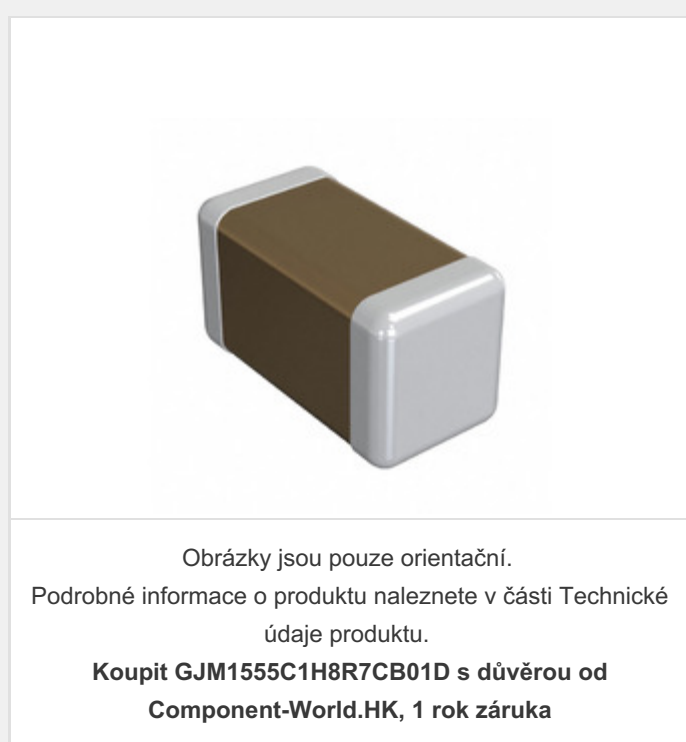 Obrázky jsou pouze orientační.
Podrobné informace o produktu naleznete v části Technické
údaje produktu.
Koupit GJM1555C1H8R7CB01D s důvěrou od
Component-World.HK, 1 rok záruka